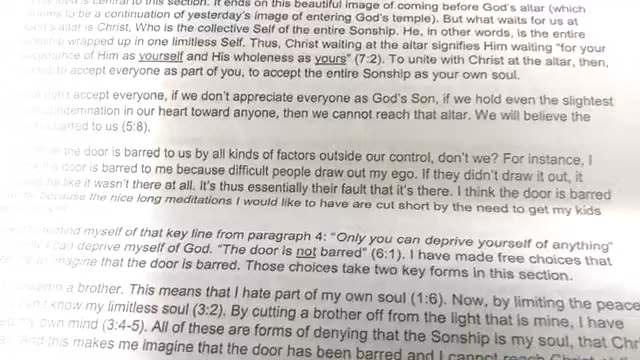 is central to this section. It ends on this beautiful image of coming before God's altar (which
to be a continuation of yesterday's image of entering God's temple). But what waits for us at
altar is Christ, Who is the collective Self of the entire Sonship. He, in other words, is the entire
wrapped up in one limitless Self. Thus, Christ waiting at the altar signifies Him waiting "for your
of Him as yourself and His wholeness as yours" (7:2). To unite with Christ at the altar, then,
to accept everyone as part of you, to accept the entire Sonship as your own soul.
accept everyone, if we don't appreciate everyone as God's Son, if we hold even the slightest
condemnation in our heart toward anyone, then we cannot reach that altar. We will believe the
barred to us (5:8).
the door is barred to us by all kinds of factors outside our control, don't we? For instance, I
the door is barred to me because difficult people draw out my ego. If they didn't draw it out, it
be like it wasn't there at all. It's thus essentially their fault that it's there. I think the door is barred
because the nice long meditations I would like to have are cut short by the need to get my kids
remind myself of that key line from paragraph 4: "Only you can deprive yourself of anything"
I can deprive myself of God. "The door is not barred" (6:1). I have made free choices that
to imagine that the door is barred. Those choices take two key forms in this section.
a brother. This means that I hate part of my own soul (1:6). Now, by limiting the peace
know my limitless soul (3:2). By cutting a brother off from the light that is mine, I have
my own mind (3:4-5). All of these are forms of denying that the Sonship is my soul, that
And this makes me imagine that the door has been barred and I cannot reach